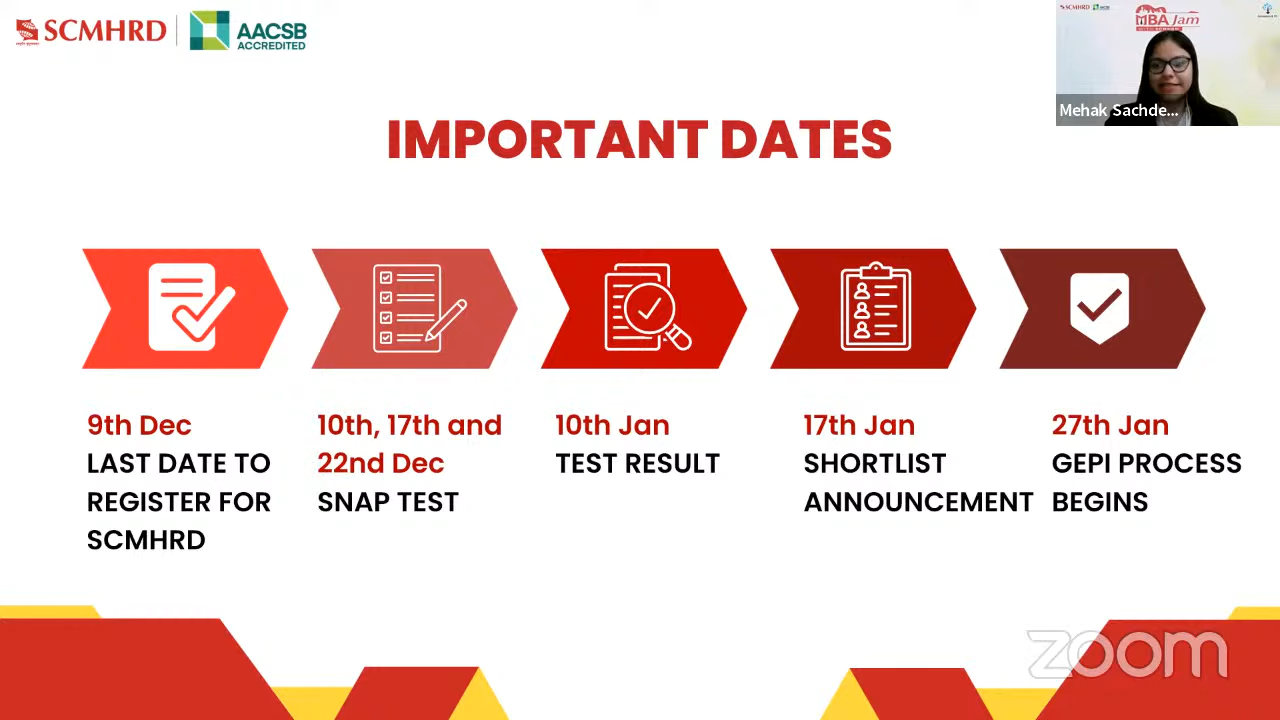 SCMHRD
AACSB
ACCREDITED
SCMHRD
MBA Jam
Mehak Sachde...
IMPORTANT DATES
9th Dec
LAST DATE TO
REGISTER FOR
SCMHRD
10th, 17th and
22nd Dec
SNAP TEST
10th Jan
TEST RESULT
17th Jan
SHORTLIST
ANNOUNCEMENT
27th Jan
GEPI PROCESS
BEGINS
zoom